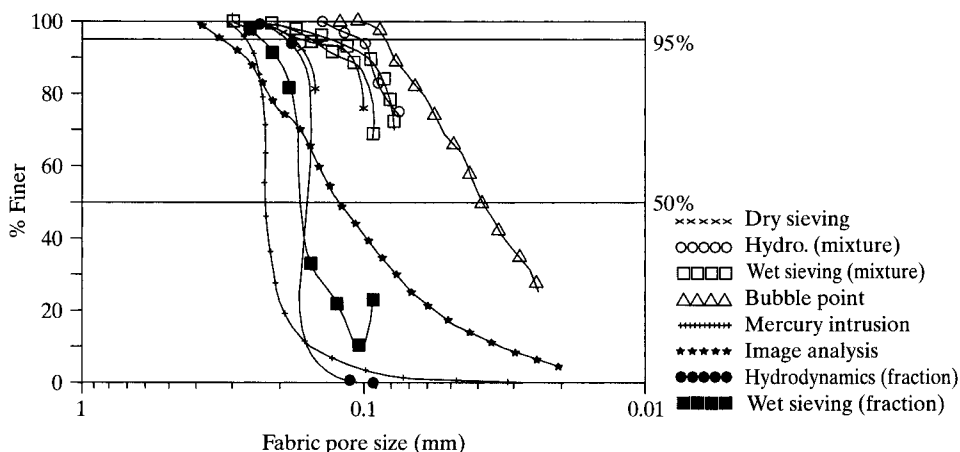 100
80
60
40
20
0
% Finer
1
0.1
0.01
Fabric pore size (mm)
95%
50%
Dry sieving
Hydro. (mixture)
Wet sieving (mixture)
Bubble point
Mercury intrusion
Image analysis
Hydrodynamics (fraction)
Wet sieving (fraction)